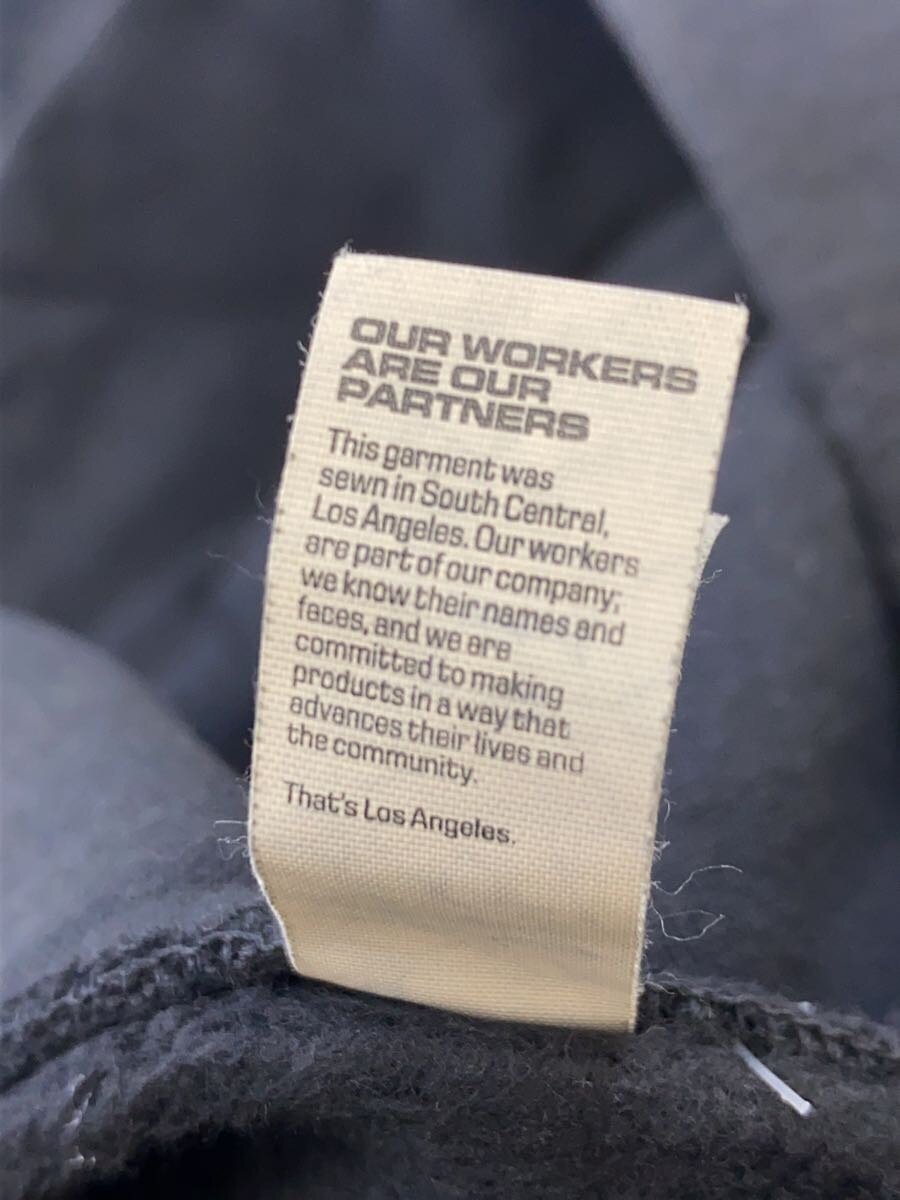 OUR WORKERS
ARE OUR
PARTNERS
This garment was
sewn in South Central,
Los Angeles. Our workers
are part of our company;
we know their names and
faces, and we are
committed to making
products in a way that
advances their lives and
the community.
That's Los Angeles.